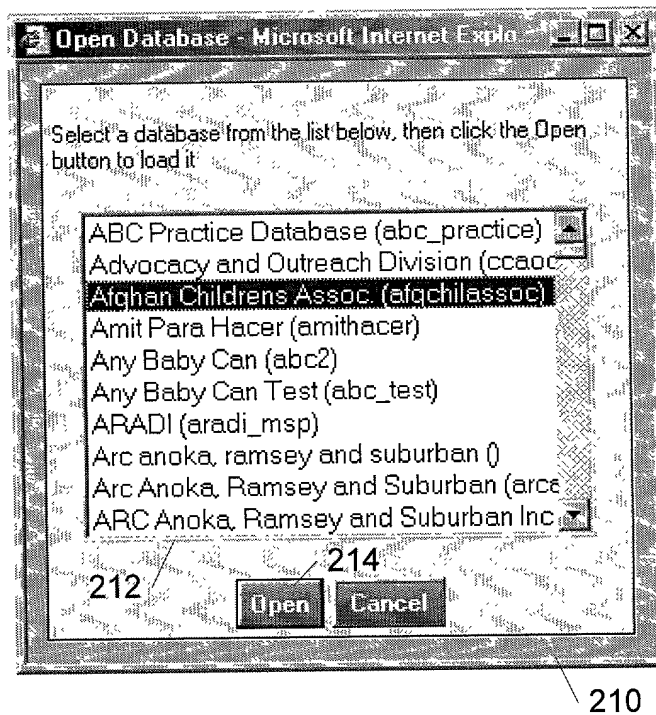 Open Database - Microsoft Internet Explo
Select a database from the list below, then click the Open
button to load it
ABC Practice Database (abc_practice)
Advocacy and Outreach Division (ccaoc
Afghan Childrens Assoc. (afgchilassoc)
Amit Para Hacer (amithacer)
Any Baby Can (abc2)
Any Baby Can Test (abc_test)
ARADI (aradi_msp)
Arc anoka, ramsey and suburban ()
Arc Anoka, Ramsey and Suburban (arca
ARC Anoka, Ramsey and Suburban Inc
212
214
Open Cancel
210